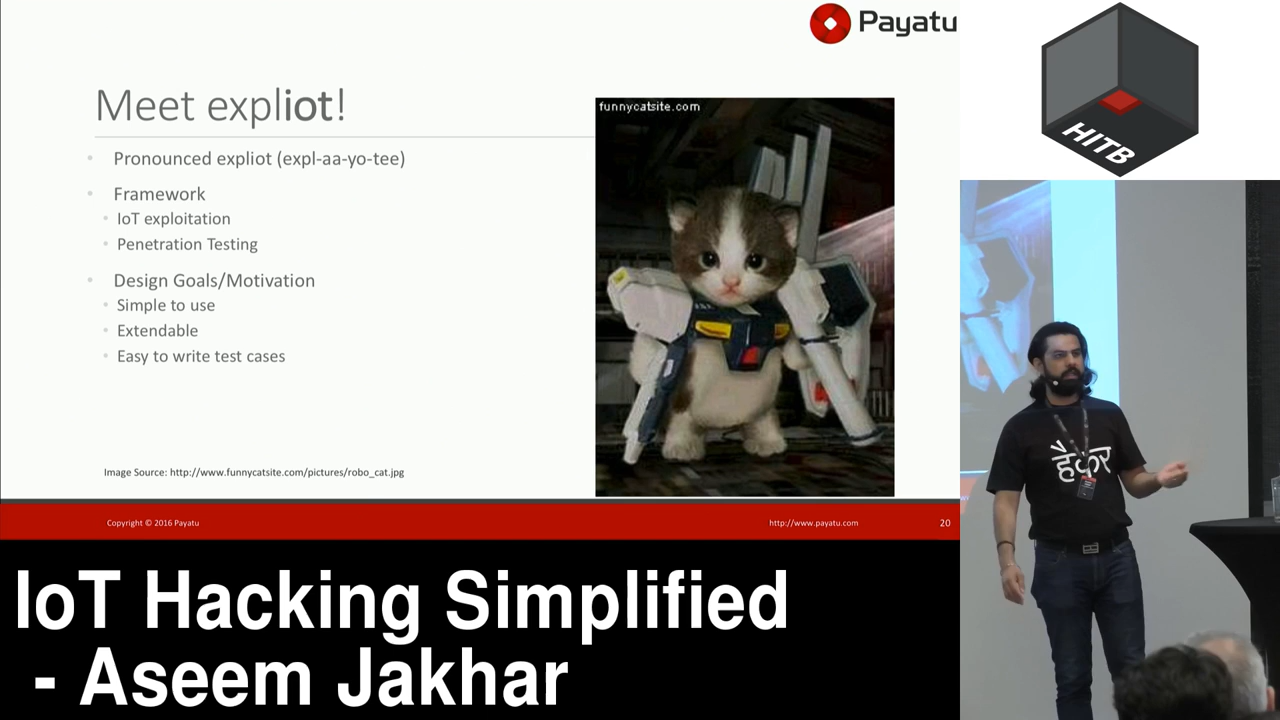 Payatu
Meet expliot!
funnycatsite.com
• Pronounced expliot (expl-aa-yo-tee)
• Framework
• IoT exploitation
• Penetration Testing
• Design Goals/Motivation
• Simple to use
• Extendable
• Easy to write test cases
Image Source: http://www.funnycatsite.com/pictures/robo_cat.jpg
Copyright © 2016 Payatu
http://www.payatu.com
20
HITB
हैकर
IoT Hacking Simplified
- Aseem Jakhar